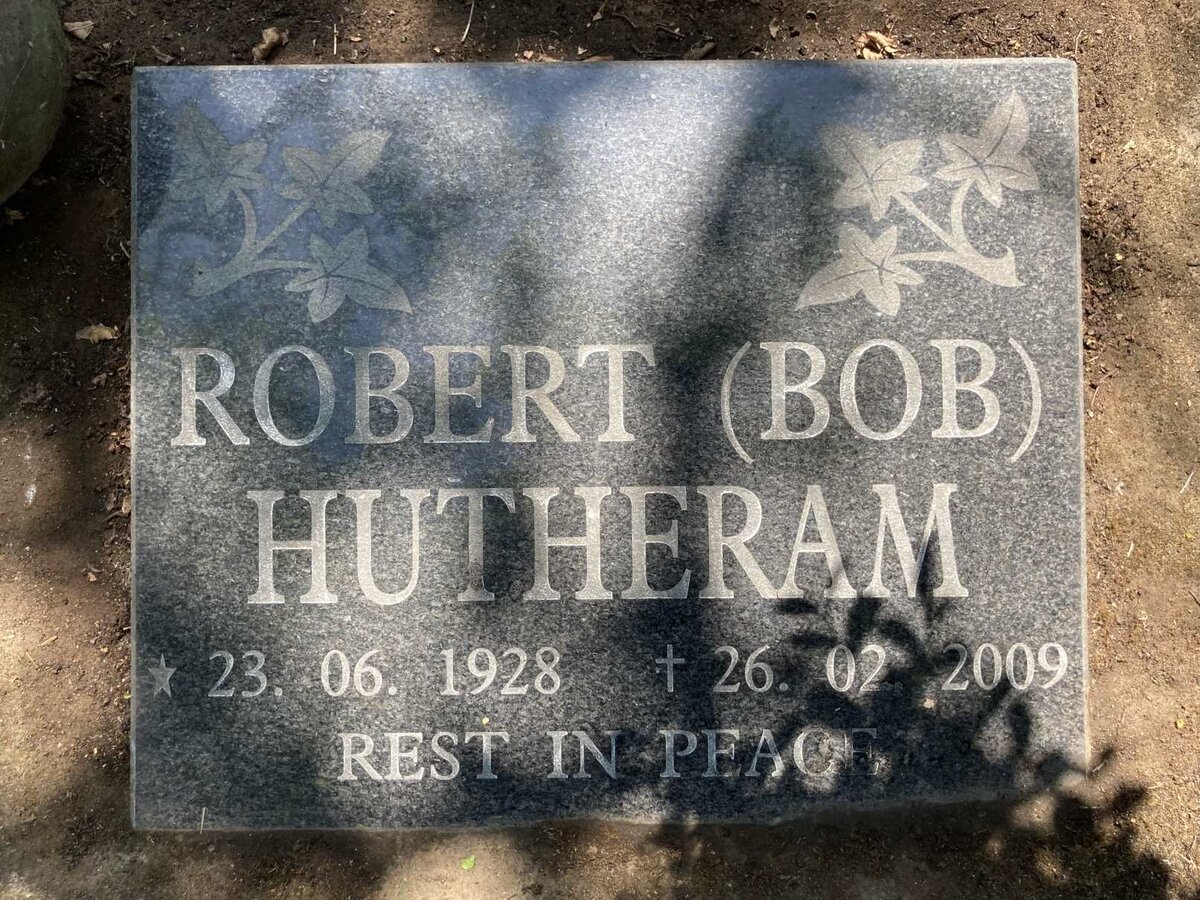 ROBERT (BOB)
HUTHERAM
★ 23. 06. 1928 † 26. 02. 2009
REST IN PEACE